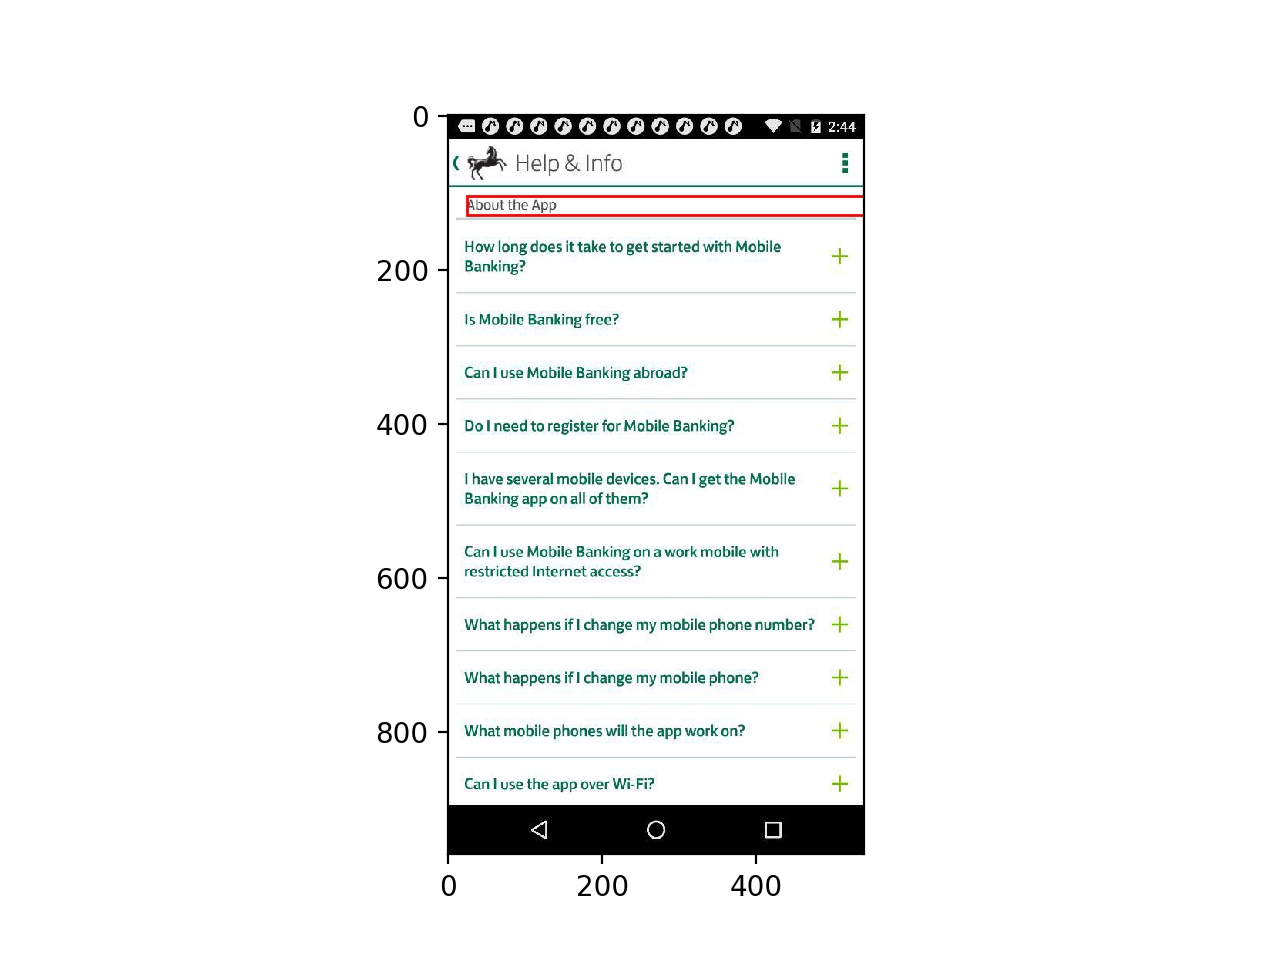 0
200
400
600
800
2:44
Help & Info
About the App
How long does it take to get started with Mobile
Banking?
Is Mobile Banking free?
Can I use Mobile Banking abroad?
Do I need to register for Mobile Banking?
I have several mobile devices. Can I get the Mobile
Banking app on all of them?
Can I use Mobile Banking on a work mobile with
restricted Internet access?
What happens if I change my mobile phone number?
What happens if I change my mobile phone?
What mobile phones will the app work on?
Can I use the app over Wi-Fi?
0
200
400